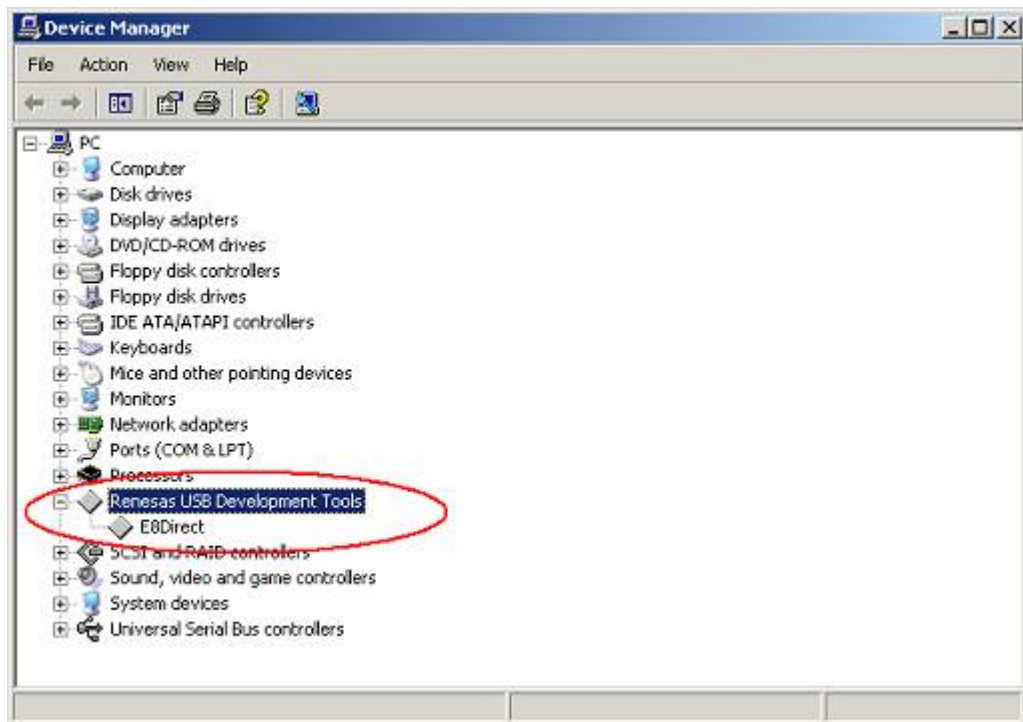 Device Manager
File Action View Help
PC
Computer
Disk drives
Display adapters
DVD/CD-ROM drives
Floppy disk controllers
Floppy disk drives
IDE ATA/ATAPI controllers
Keyboards
Mice and other pointing devices
Monitors
Network adapters
Ports (COM & LPT)
Processors
Renesas USB Development Tools
E8Direct
SCSI and RAID controllers
Sound, video and game controllers
System devices
Universal Serial Bus controllers